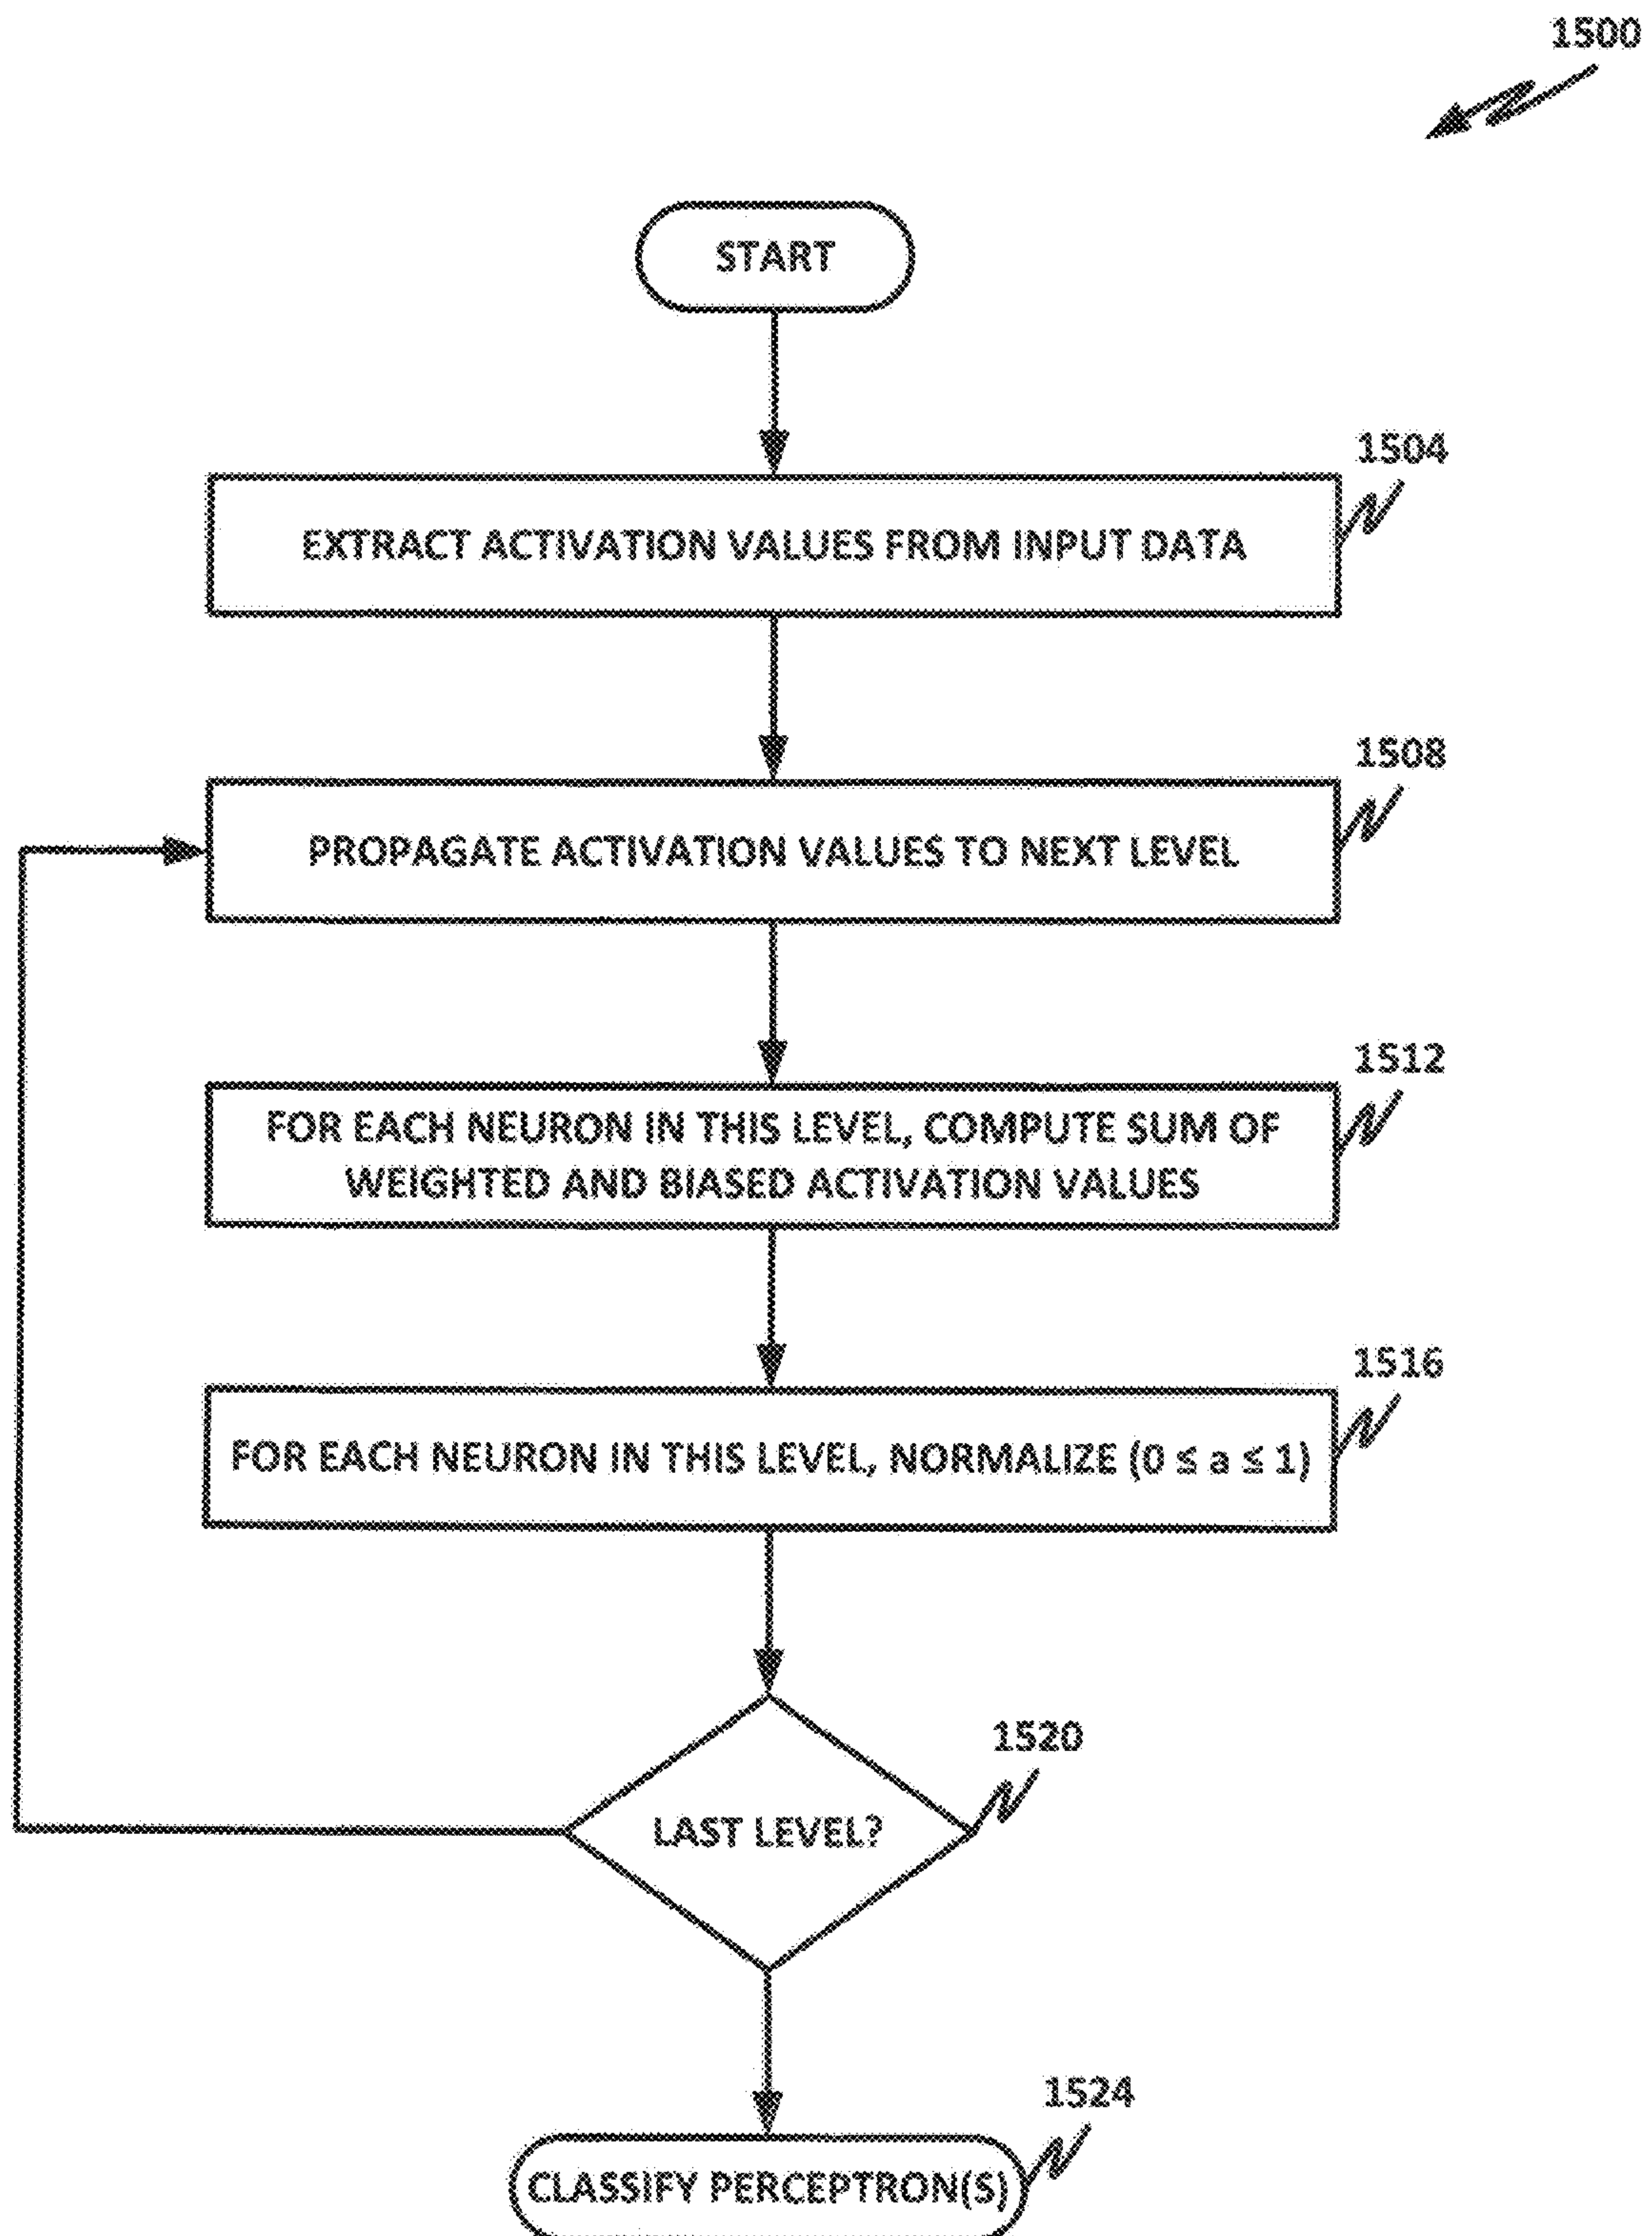 1500
START
1504
EXTRACT ACTIVATION VALUES FROM INPUT DATA
1508
PROPAGATE ACTIVATION VALUES TO NEXT LEVEL
1512
FOR EACH NEURON IN THIS LEVEL, COMPUTE SUM OF
WEIGHTED AND BIASED ACTIVATION VALUES
1516
FOR EACH NEURON IN THIS LEVEL, NORMALIZE (0 ≤ a ≤ 1)
1520
LAST LEVEL?
1524
CLASSIFY PERCEPTRON(S)